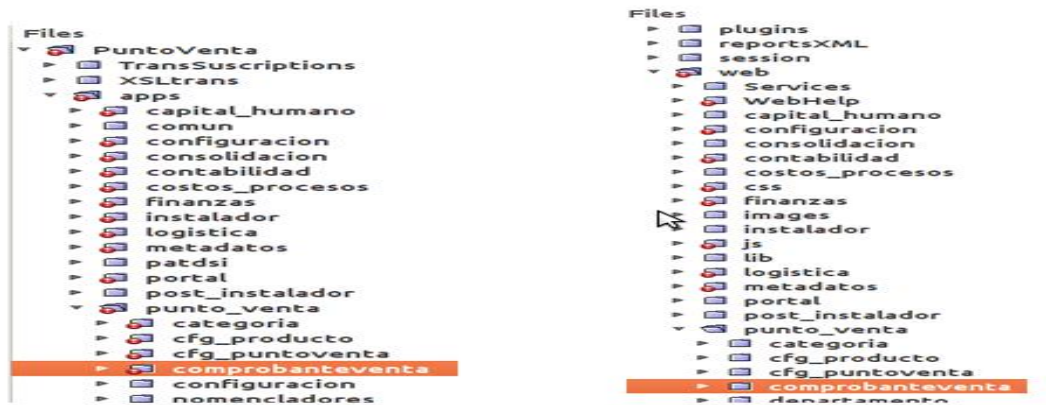 Files
PuntoVenta
TransSuscriptions
XSLtrans
apps
capital_humano
comun
configuracion
consolidacion
contabilidad
costos_procesos
finanzas
instalador
logistica
metadatos
patdsi
portal
post_instalador
punto_venta
categoria
cfg_producto
cfg_puntoventa
comprobanteventa
configuracion
nomencladores
Files
plugins
reportsXML
session
web
Services
WebHelp
capital_humano
configuracion
consolidacion
contabilidad
costos_procesos
css
finanzas
images
instalador
js
lib
logistica
metadatos
portal
post_instalador
punto_venta
categoria
cfg_producto
cfg_puntoventa
comprobanteventa
departamento